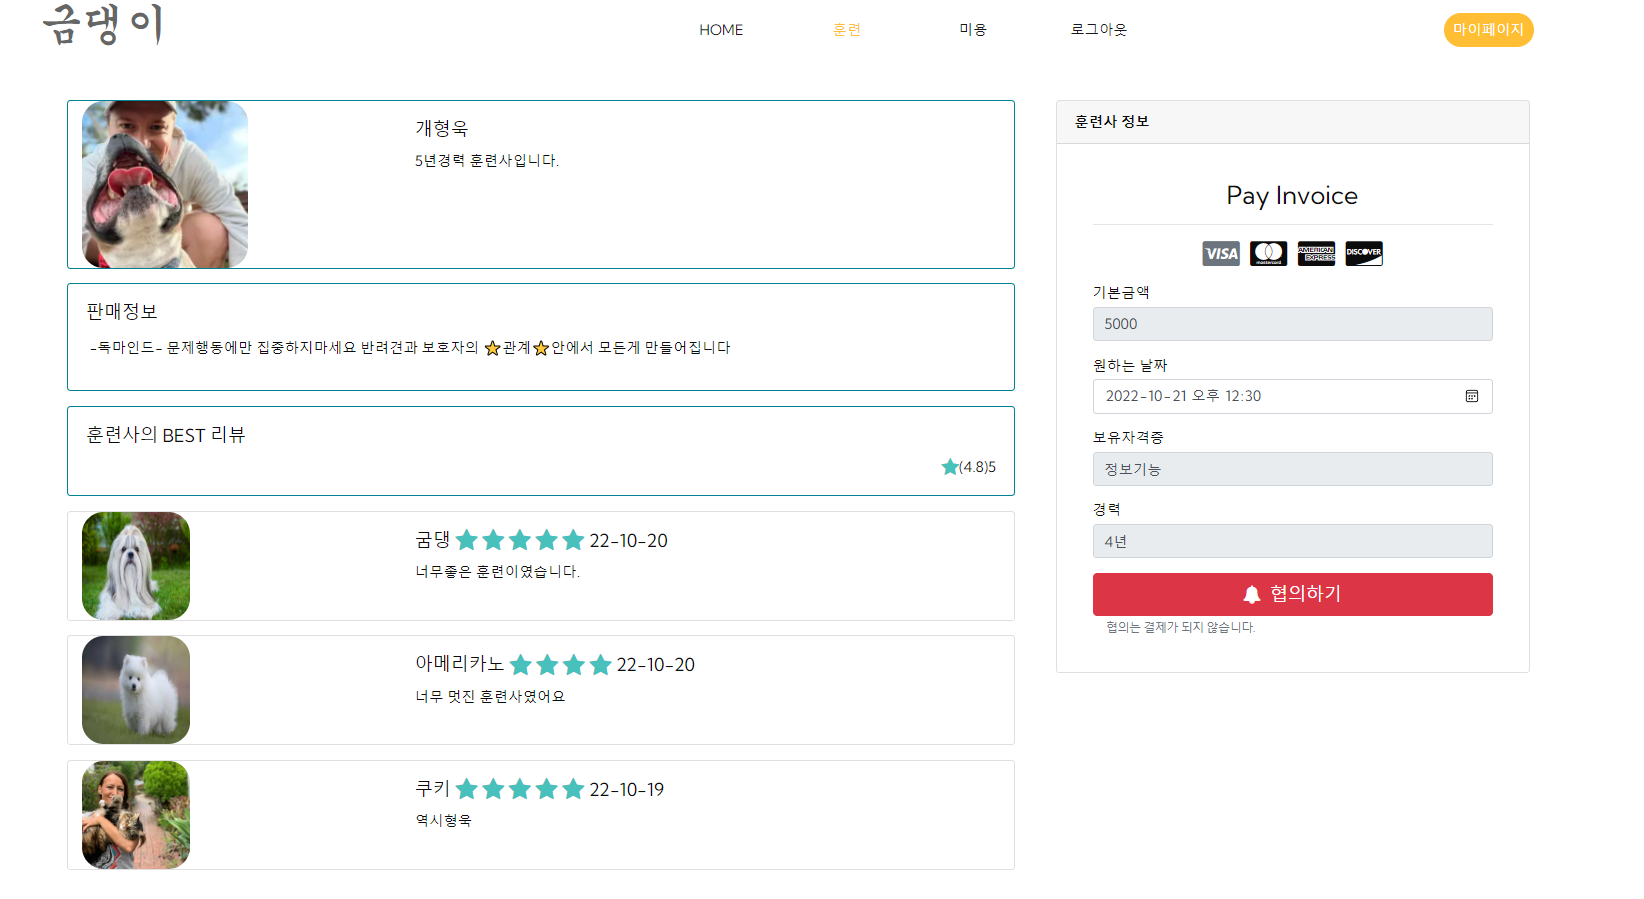 금댕이
HOME 훈련 미용 로그아웃 마이페이지
개형욱
5년경력 훈련사입니다.
판매정보
-독마인드- 문제행동에만 집중하지마세요 반려견과 보호자의 ⭐관계⭐안에서 모든게 만들어집니다
훈련사의 BEST 리뷰
★(4.8)5
굼댕 ★★★★★ 22-10-20
너무좋은 훈련이였습니다.
아메리카노 ★★★★ 22-10-20
너무 멋진 훈련사였어요
쿠키 ★★★★★ 22-10-19
역시형욱
훈련사 정보
Pay Invoice
VISA mastercard AMERICAN EXPRESS DISCOVER
기본금액
5000
원하는 날짜
2022-10-21 오후 12:30
보유자격증
정보기능
경력
4년
협의하기
협의는 결제가 되지 않습니다.